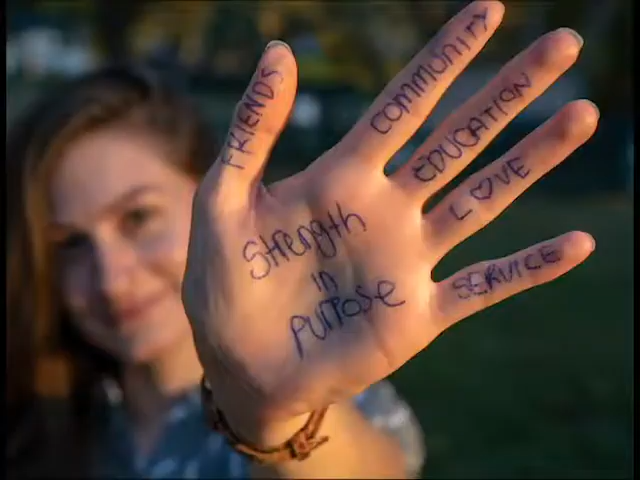 FRIENDS
COMMUNITY
EDUCATION
LOVE
SERVICE
Strength
in
purpose